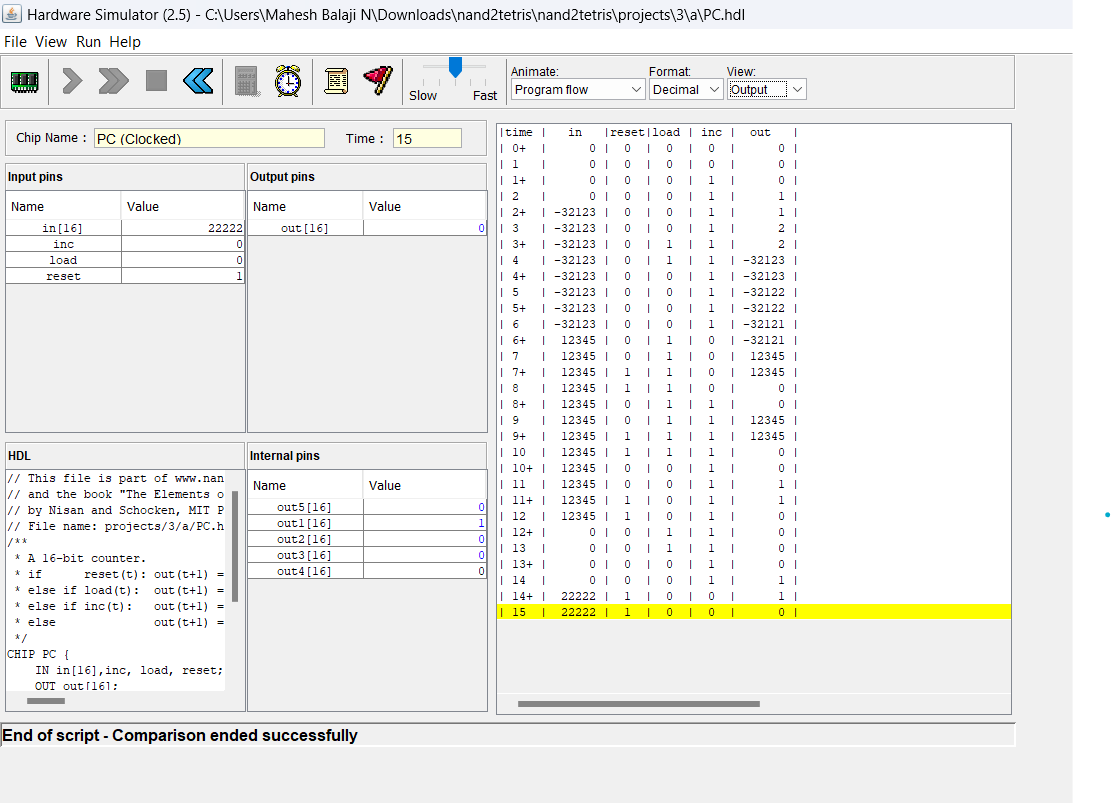 Hardware Simulator (2.5) - C:\Users\Mahesh Balaji N\Downloads\nand2tetris\nand2tetris\projects\3\a\PC.hdl
File View Run Help
Slow Fast
Animate: Format: View:
Program flow Decimal Output
Chip Name : PC (Clocked) Time : 15
Input pins
Name Value
in[16] 22222
inc 0
load 0
reset 1
Output pins
Name Value
out[16] 0
HDL
// This file is part of www.nan
// and the book "The Elements o
// by Nisan and Schocken, MIT P
// File name: projects/3/a/PC.h
/**
* A 16-bit counter.
* if reset(t): out(t+1) =
* else if load(t): out(t+1) =
* else if inc(t): out(t+1) =
* else out(t+1) =
*/
CHIP PC {
IN in[16],inc, load, reset;
OUT out[16];
Internal pins
Name Value
out5[16] 0
out1[16] 1
out2[16] 0
out3[16] 0
out4[16] 0
|time | in |reset|load | inc | out |
| 0+ | 0 | 0 | 0 | 0 | 0 |
| 1 | 0 | 0 | 0 | 0 | 0 |
| 1+ | 0 | 0 | 0 | 1 | 0 |
| 2 | 0 | 0 | 0 | 1 | 1 |
| 2+ | -32123 | 0 | 0 | 1 | 1 |
| 3 | -32123 | 0 | 0 | 1 | 2 |
| 3+ | -32123 | 0 | 1 | 1 | 2 |
| 4 | -32123 | 0 | 1 | 1 | -32123 |
| 4+ | -32123 | 0 | 0 | 1 | -32123 |
| 5 | -32123 | 0 | 0 | 1 | -32122 |
| 5+ | -32123 | 0 | 0 | 1 | -32122 |
| 6 | -32123 | 0 | 0 | 1 | -32121 |
| 6+ | 12345 | 0 | 1 | 0 | -32121 |
| 7 | 12345 | 0 | 1 | 0 | 12345 |
| 7+ | 12345 | 1 | 1 | 0 | 12345 |
| 8 | 12345 | 1 | 1 | 0 | 0 |
| 8+ | 12345 | 0 | 1 | 1 | 0 |
| 9 | 12345 | 0 | 1 | 1 | 12345 |
| 9+ | 12345 | 1 | 1 | 1 | 12345 |
| 10 | 12345 | 1 | 1 | 1 | 0 |
| 10+ | 12345 | 0 | 0 | 1 | 0 |
| 11 | 12345 | 0 | 0 | 1 | 1 |
| 11+ | 12345 | 1 | 0 | 1 | 1 |
| 12 | 12345 | 1 | 0 | 1 | 0 |
| 12+ | 0 | 0 | 1 | 1 | 0 |
| 13 | 0 | 0 | 1 | 1 | 0 |
| 13+ | 0 | 0 | 0 | 1 | 0 |
| 14 | 0 | 0 | 0 | 1 | 1 |
| 14+ | 22222 | 1 | 0 | 0 | 1 |
| 15 | 22222 | 1 | 0 | 0 | 0 |
End of script - Comparison ended successfully